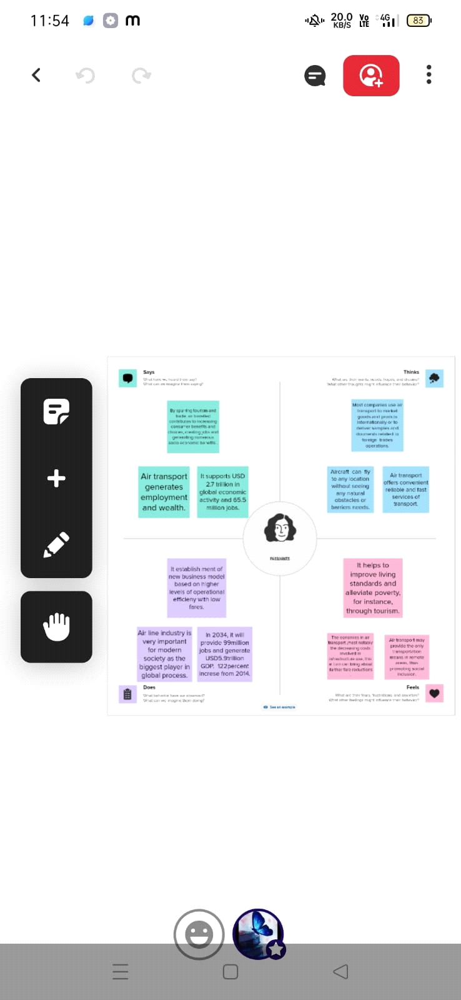 11:54
m
20.0
KB/S
Vo
LTE
4G
83
Says
What have we heard them say?
What can we imagine them saying?
Thinks
What are their wants, needs, hopes, and dreams?
What other thoughts might influence their behavior?
By spurring tourism and
trade, air travelled
contributes to increasing
consumer benefits and
choices, creating jobs and
generating numerous
socio economic benefits.
Most companies use air
transport to market
goods and produts
internationally or to
deliver samples and
documents related to
foreign trades
operations.
Air transport
generates
employment
and wealth.
It supports USD
2.7 trillion in
global economic
activity and 65.5
million jobs.
Aircraft can fly
to any location
without seeing
any natural
obstacles or
barriers needs.
Air transport
offers convenient
reliable and fast
services of
transport.
It establish ment of
new business model
based on higher
levels of operational
efficieny with low
fares.
It helps to
improve living
standards and
alleviate poverty,
for instance,
through tourism.
Air line industry is
very important
for modern
society as the
biggest player in
global process.
In 2034, it will
provide 99million
jobs and generate
USD5.9trillion
GDP. 122percent
increse from 2014.
The economies in air
transport ,most notably
the decreasing costs
involved in
infrastructure use, this
in turn can bring about
further fare reductions
Air transport may
provide the only
transportation
means in remote
areas, thus
promoting social
inclusion.
Does
What behavior have we observed?
What can we imagine them doing?
Feels
What are their fears, frustrations, and anxieties?
What other feelings might influence their behavior?
See an example